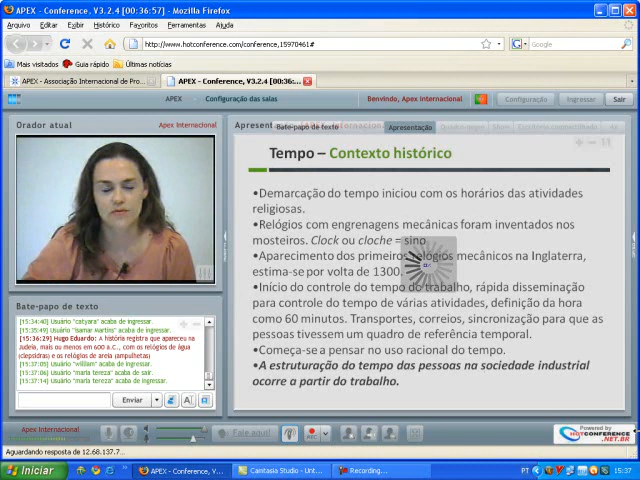 APEX - Conference, V3.2.4 [00:36:57] - Mozilla Firefox
Arquivo Editar Exibir Histórico Favoritos Ferramentas Ajuda
http://www.hotconference.com/conference,15970461#
Google
Mais visitados Guia rápido Últimas notícias
APEX - Associação Internacional de Pro...
APEX - Conference, V3.2.4 [00:36:...
APEX - Configuração das salas
Benvindo, Apex Internacional
Configuração Ingressar Sair
Orador atual Apex Internacional
Bate-papo de texto
Apresentação
Tempo – Contexto histórico
•Demarcação do tempo iniciou com os horários das atividades
religiosas.
•Relógios com engrenagens mecânicas foram inventados nos
mosteiros. Clock ou cloche = sino
•Aparecimento dos primeiros relógios mecânicos na Inglaterra,
estima-se por volta de 1300.
•Início do controle do tempo do trabalho, rápida disseminação
para controle do tempo de várias atividades, definição da hora
como 60 minutos. Transportes, correios, sincronização para que as
pessoas tivessem um quadro de referência temporal.
•Começa-se a pensar no uso racional do tempo.
•A estruturação do tempo das pessoas na sociedade industrial
ocorre a partir do trabalho.
Bate-papo de texto
[15:34:40] Usuário "catyara" acaba de ingressar.
[15:35:49] Usuário "Isamar Martins" acaba de ingressar.
[15:36:29] Hugo Eduardo: A história registra que apareceu na
Judeia, mais ou menos em 600 a.C., com os relógios de água
(clepsidras) e os relógios de areia (ampulhetas)
[15:37:05] Usuário "william" acaba de ingressar.
[15:37:05] Usuário "maria tereza" acaba de sair.
[15:37:14] Usuário "maria tereza" acaba de ingressar.
Enviar
Apex Internacional
Fale aqui!
REC
Powered by
HOTCONFERENCE
.NET.BR
Aguardando resposta de 12.68.137.7...
Iniciar
APEX - Conference, V...
Camtasia Studio - Unt...
Recording...
PT
15:37